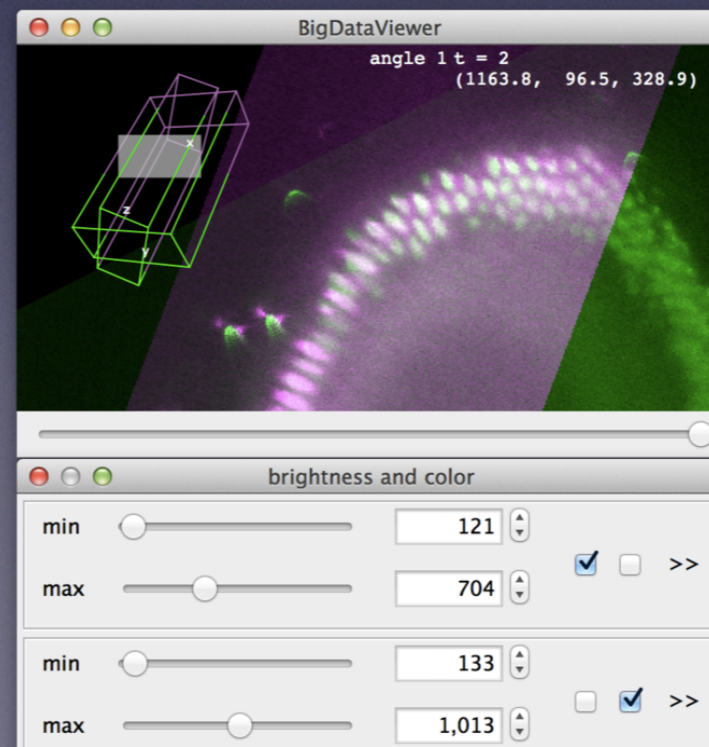 BigDataViewer
angle 1 t = 2
(1163.8, 96.5, 328.9)
x
z
y
brightness and color
min 121
max 704
>>
min 133
max 1,013
>>